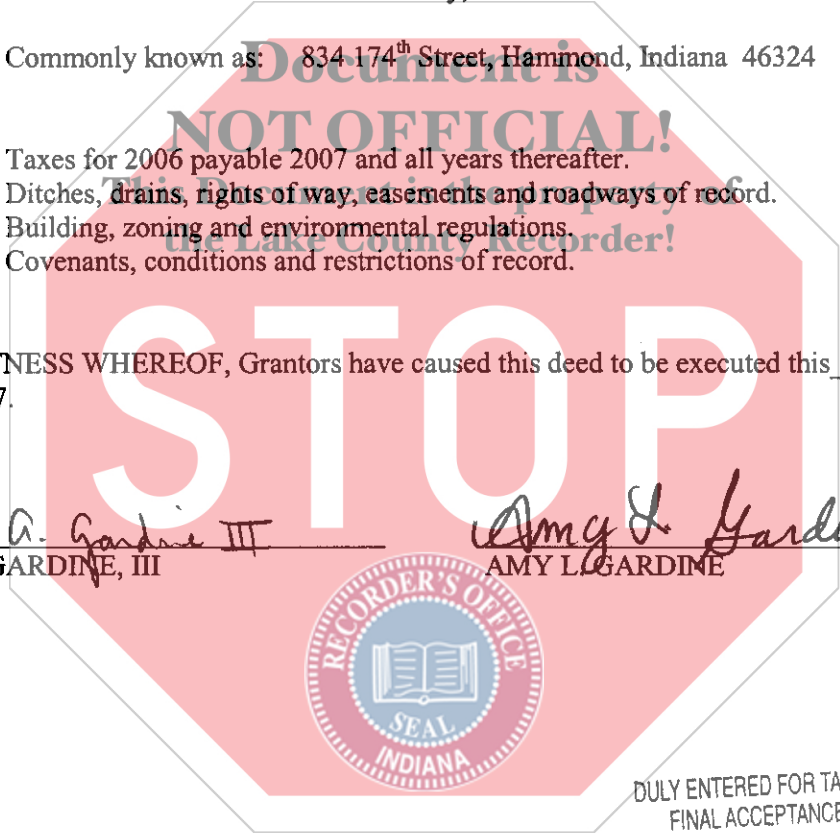 Commonly known as: 834 174th Street, Hammond, Indiana 46324
Document is
NOT OFFICIAL!
This Document is the property of
the Lake County Recorder!
Taxes for 2006 payable 2007 and all years thereafter.
Ditches, drains, rights of way, easements and roadways of record.
Building, zoning and environmental regulations.
Covenants, conditions and restrictions of record.
STOP
NESS WHEREOF, Grantors have caused this deed to be executed this
7.
A. Gardine III
Amy L Gardi
GARDINE, III
AMY L. GARDINE
RECORDER'S OFFICE
SEAL
INDIANA
DULY ENTERED FOR TA
FINAL ACCEPTANCE